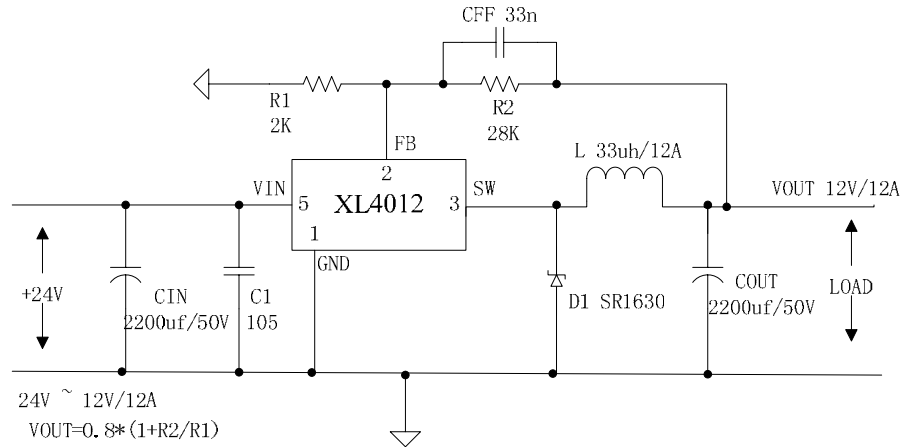 CFF 33n
R1
2K
R2
28K
FB
L 33uh/12A
2
VIN
SW
VOUT 12V/12A
5
XL4012
3
1
GND
+24V
CIN
2200uf/50V
C1
105
D1 SR1630
COUT
2200uf/50V
LOAD
24V ~ 12V/12A
VOUT=0.8*(1+R2/R1)